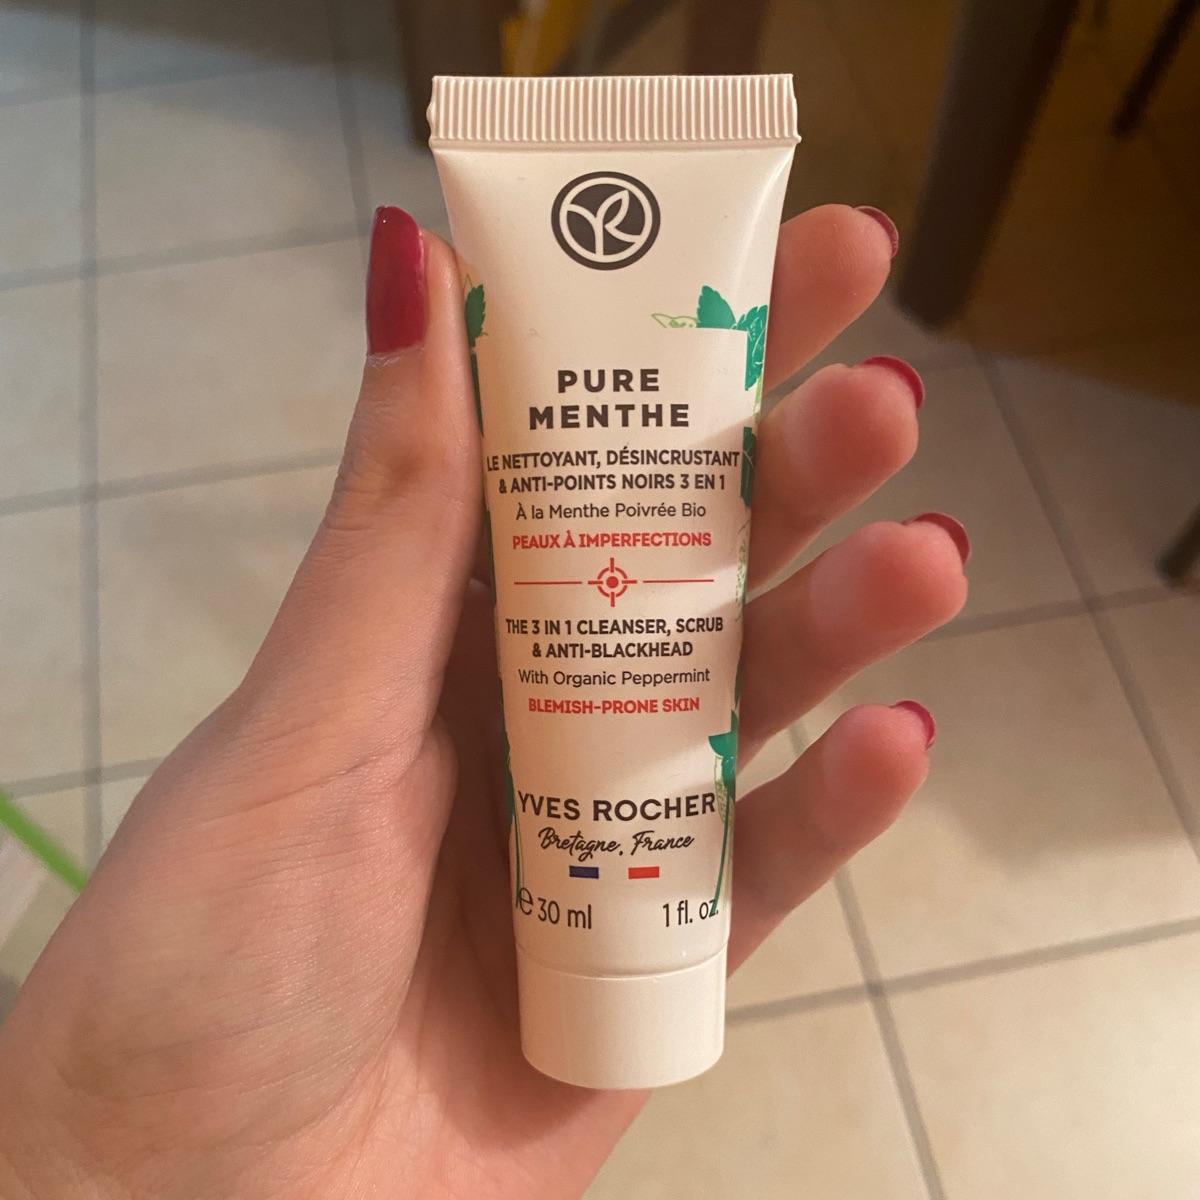 YR
PURE
MENTHE
LE NETTOYANT, DÉSINCRUSTANT
& ANTI-POINTS NOIRS 3 EN 1
À la Menthe Poivrée Bio
PEAUX À IMPERFECTIONS
THE 3 IN 1 CLEANSER, SCRUB
& ANTI-BLACKHEAD
With Organic Peppermint
BLEMISH-PRONE SKIN
YVES ROCHER
Bretagne, France
℮ 30 ml 1 fl. oz.